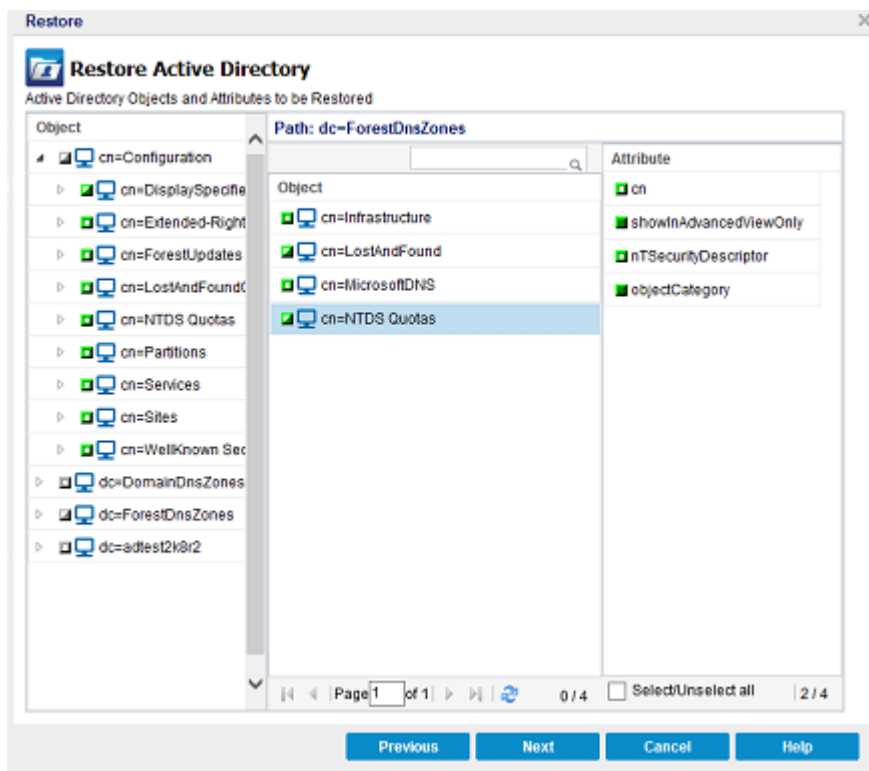 Restore
Restore Active Directory
Active Directory Objects and Attributes to be Restored
Object
cn=Configuration
cn=DisplaySpecifie
cn=Extended-Right
cn=ForestUpdates
cn=LostAndFound
cn=NTDS Quotas
cn=Partitions
cn=Services
cn=Sites
cn=WellKnown Sec
dc=DomainDnsZones
dc=ForestDnsZones
dc=adtest2k8r2
Path: dc=ForestDnsZones
Object
cn=Infrastructure
cn=LostAndFound
cn=MicrosoftDNS
cn=NTDS Quotas
Page 1 of 1 0 / 4
Attribute
cn
showInAdvancedViewOnly
nTSecurityDescriptor
objectCategory
Select/Unselect all 2 / 4
Previous Next Cancel Help